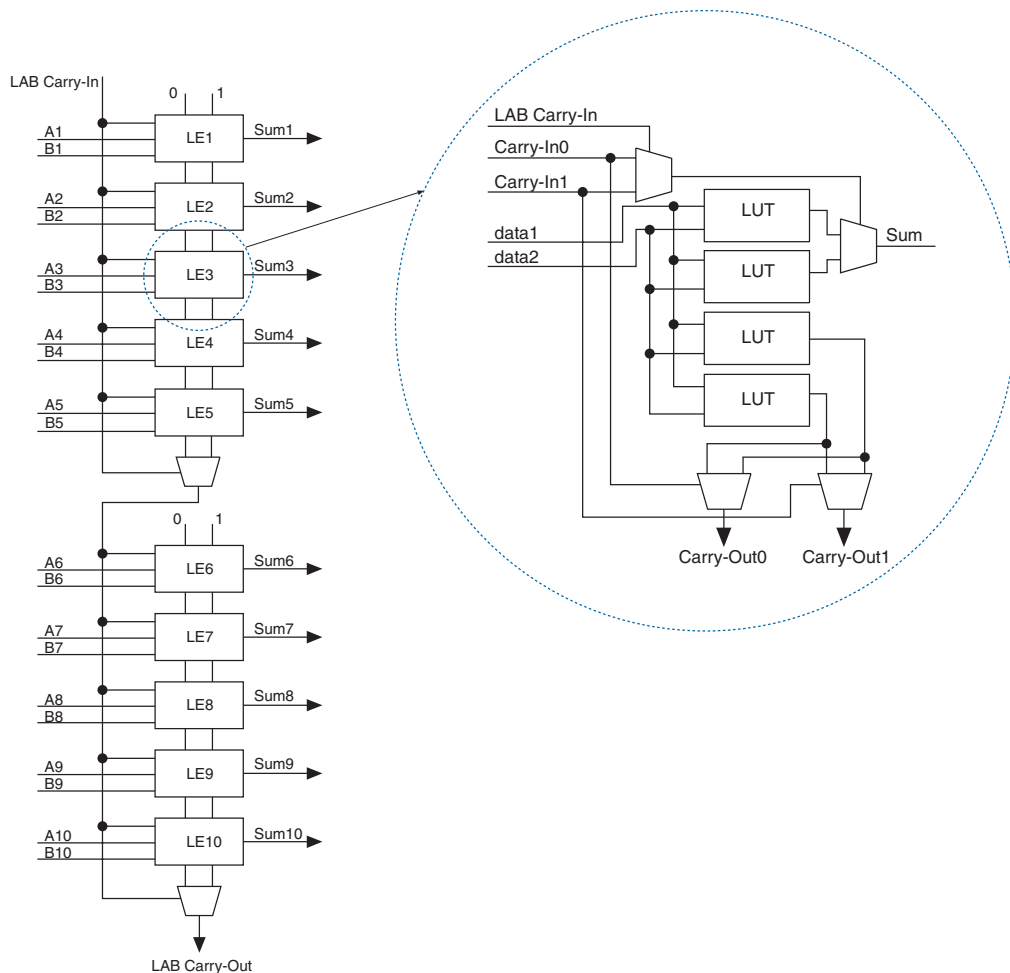 LAB Carry-In
0 1
A1
B1
LE1
Sum1
A2
B2
LE2
Sum2
A3
B3
LE3
Sum3
A4
B4
LE4
Sum4
A5
B5
LE5
Sum5
0 1
A6
B6
LE6
Sum6
A7
B7
LE7
Sum7
A8
B8
LE8
Sum8
A9
B9
LE9
Sum9
A10
B10
LE10
Sum10
LAB Carry-Out
LAB Carry-In
Carry-In0
Carry-In1
data1
data2
LUT
LUT
LUT
LUT
Sum
Carry-Out0
Carry-Out1